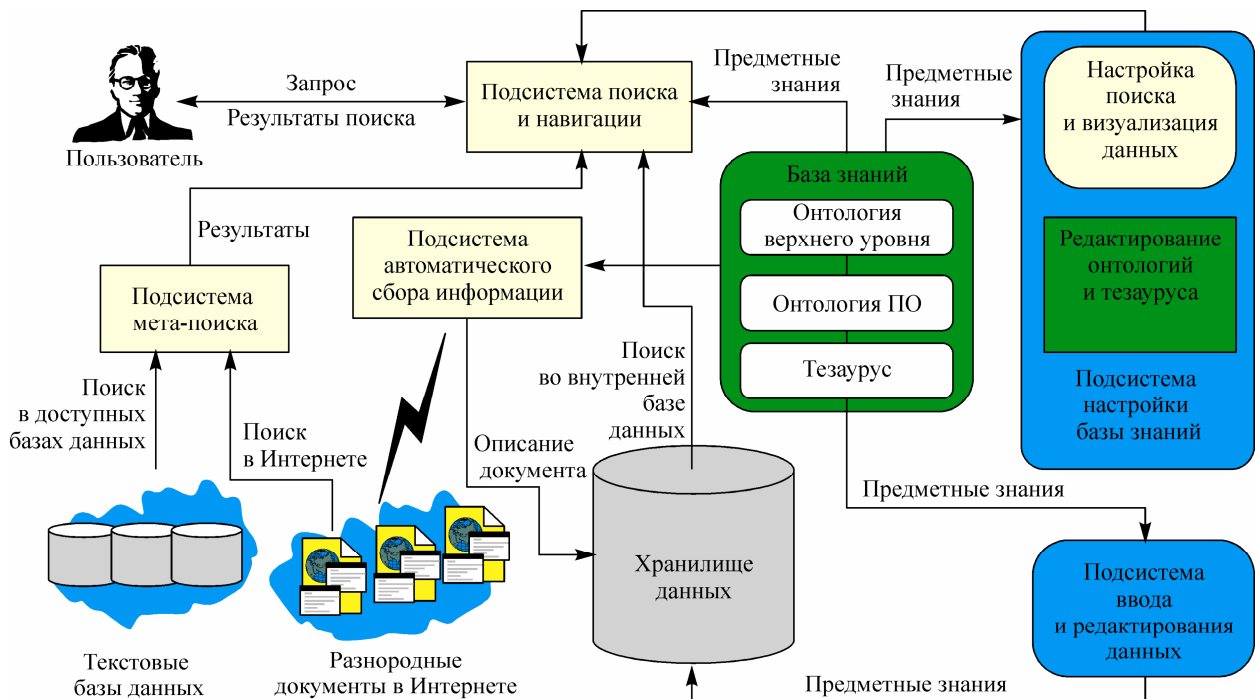 Запрос
Результаты поиска
Пользователь
Подсистема поиска
и навигации
Предметные
знания
Предметные
знания
Настройка
поиска
и визуализация
данных
База знаний
Онтология
верхнего уровня
Онтология ПО
Тезаурус
Редактирование
онтологий
и тезауруса
Подсистема
настройки
базы знаний
Результаты
Подсистема
автоматического
сбора информации
Подсистема
мета-поиска
Поиск
в доступных
базах данных
Поиск
в Интернете
Описание
документа
Поиск
во внутренней
базе
данных
Предметные знания
Хранилище
данных
Подсистема
ввода
и редактирования
данных
Текстовые
базы данных
Разнородные
документы в Интернете
Предметные знания